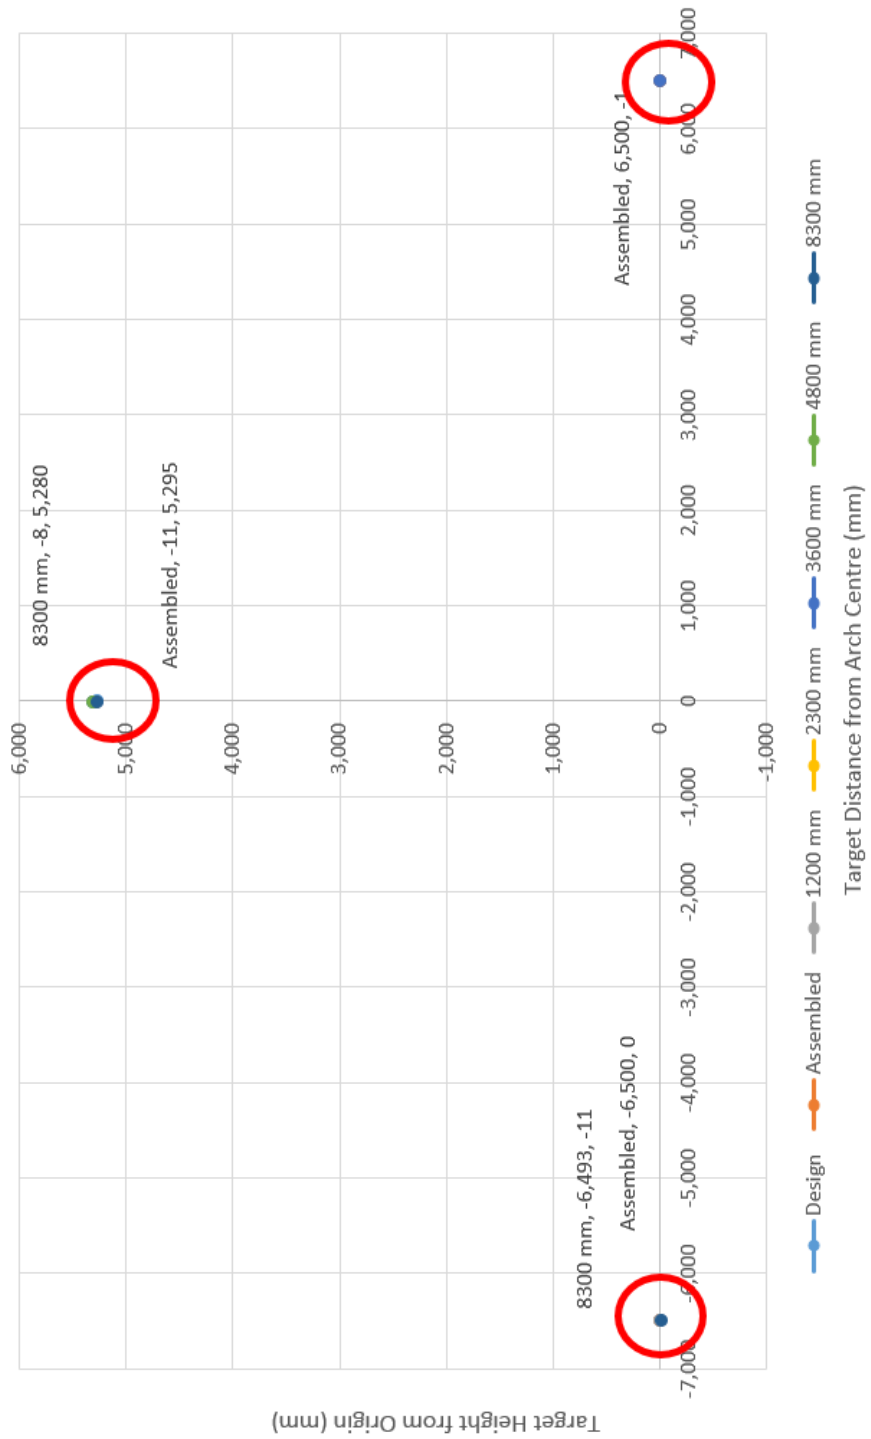 6,000
5,000
4,000
3,000
2,000
1,000
0
-1,000
-7,000
-6,000
-5,000
-4,000
-3,000
-2,000
-1,000
0
1,000
2,000
3,000
4,000
5,000
6,000
7,000
8300 mm, -8, 5,280
Assembled, -11, 5,295
8300 mm, -6,493, -11
Assembled, -6,500, 0
Assembled, 6,500, -1
Target Height from Origin (mm)
Target Distance from Arch Centre (mm)
Design Assembled 1200 mm 2300 mm 3600 mm 4800 mm 8300 mm